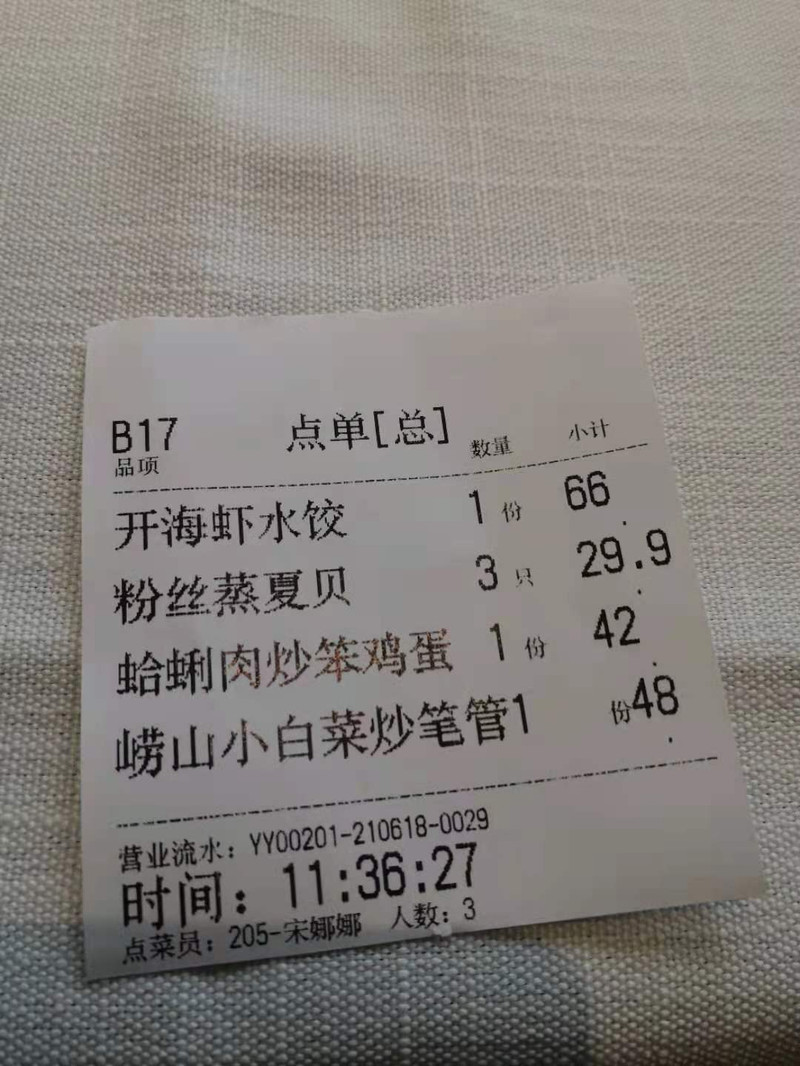 B17 点单[总]
品项 数量 小计
开海虾水饺 1 份 66
粉丝蒸夏贝 3 只 29.9
蛤蜊肉炒笨鸡蛋 1 份 42
崂山小白菜炒笔管1 份48
营业流水：YY00201-210618-0029
时间：11:36:27
点菜员：205-宋娜娜 人数：3